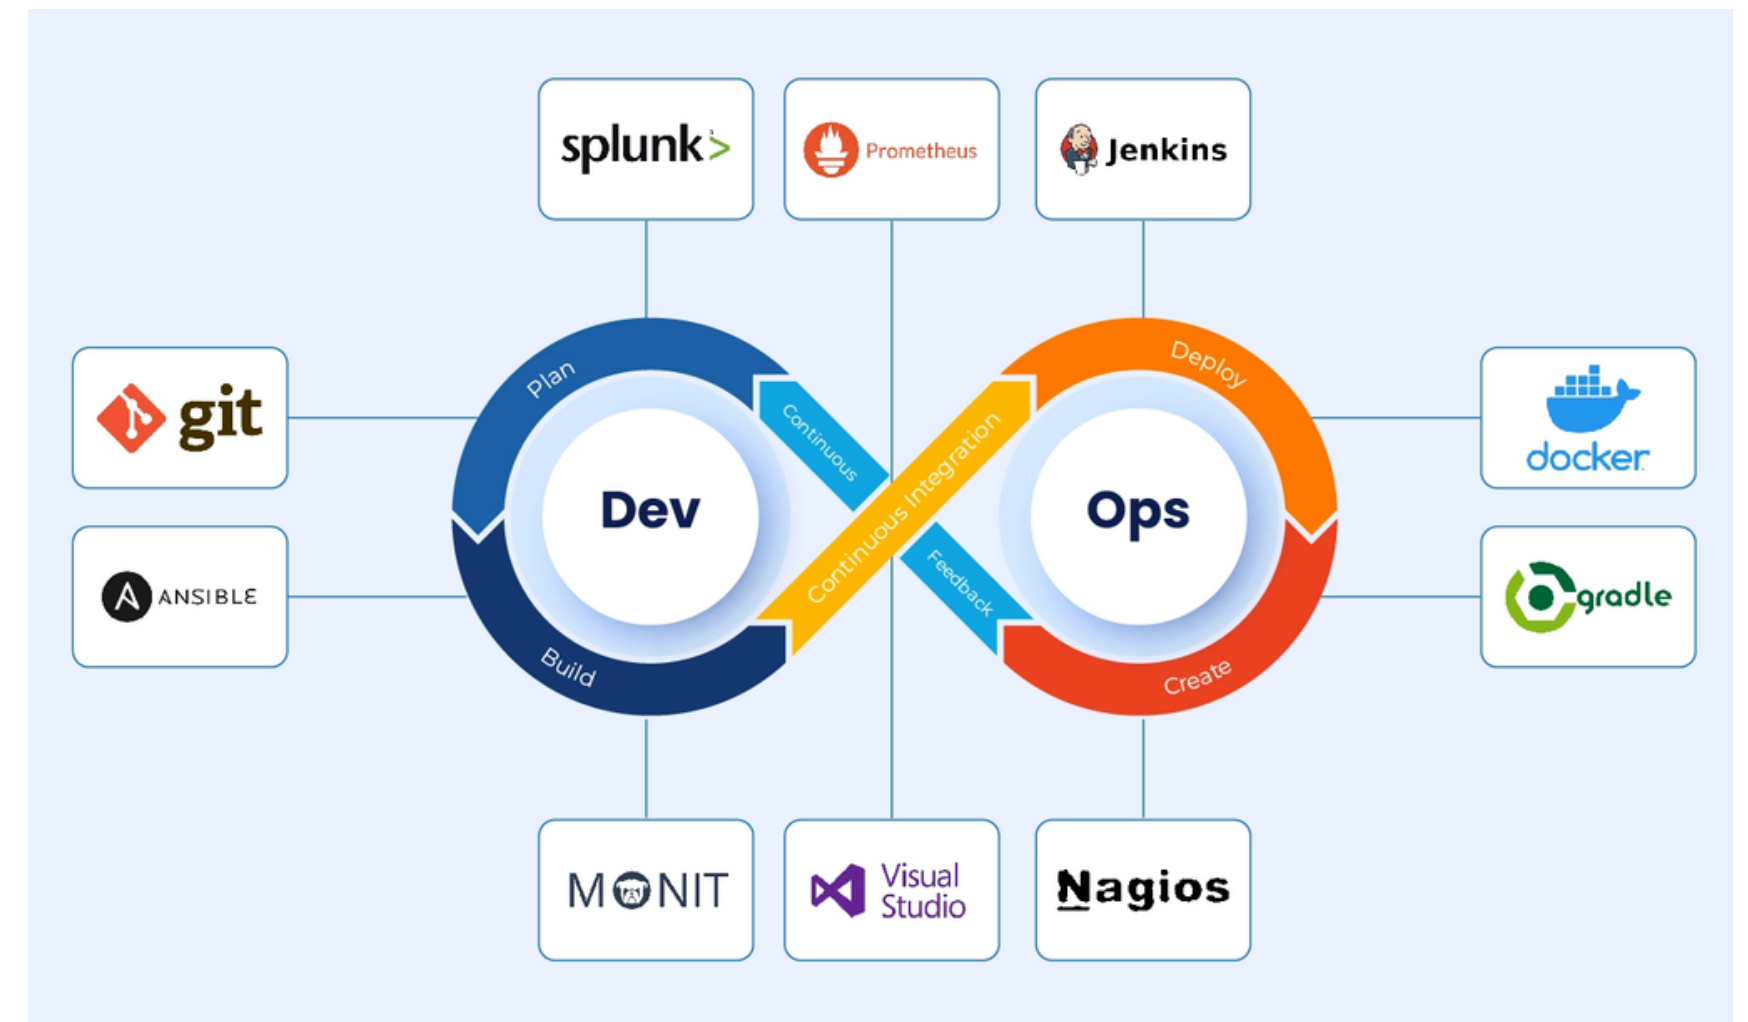 splunk>
Prometheus
Jenkins
git
ANSIBLE
Plan
Dev
Build
Continuous
Continuous Integration
Feedback
Deploy
Ops
Create
docker
gradle
MONIT
Visual
Studio
Nagios